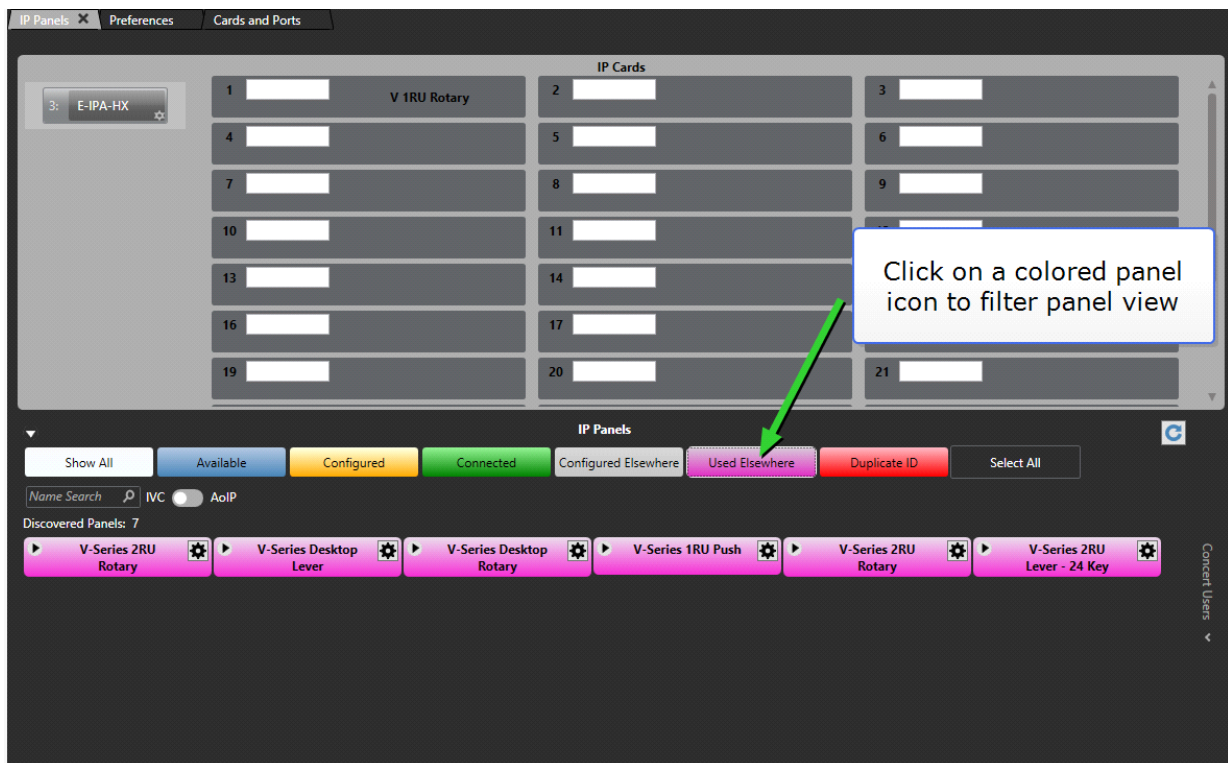 IP Panels
Preferences
Cards and Ports
IP Cards
3: E-IPA-HX
1
V 1RU Rotary
2
3
4
5
6
7
8
9
10
11
13
14
Click on a colored panel
icon to filter panel view
16
17
19
20
21
IP Panels
Show All
Available
Configured
Connected
Configured Elsewhere
Used Elsewhere
Duplicate ID
Select All
Name Search
IVC
AoIP
Discovered Panels: 7
V-Series 2RU
Rotary
V-Series Desktop
Lever
V-Series Desktop
Rotary
V-Series 1RU Push
V-Series 2RU
Rotary
V-Series 2RU
Lever - 24 Key
Concert Users